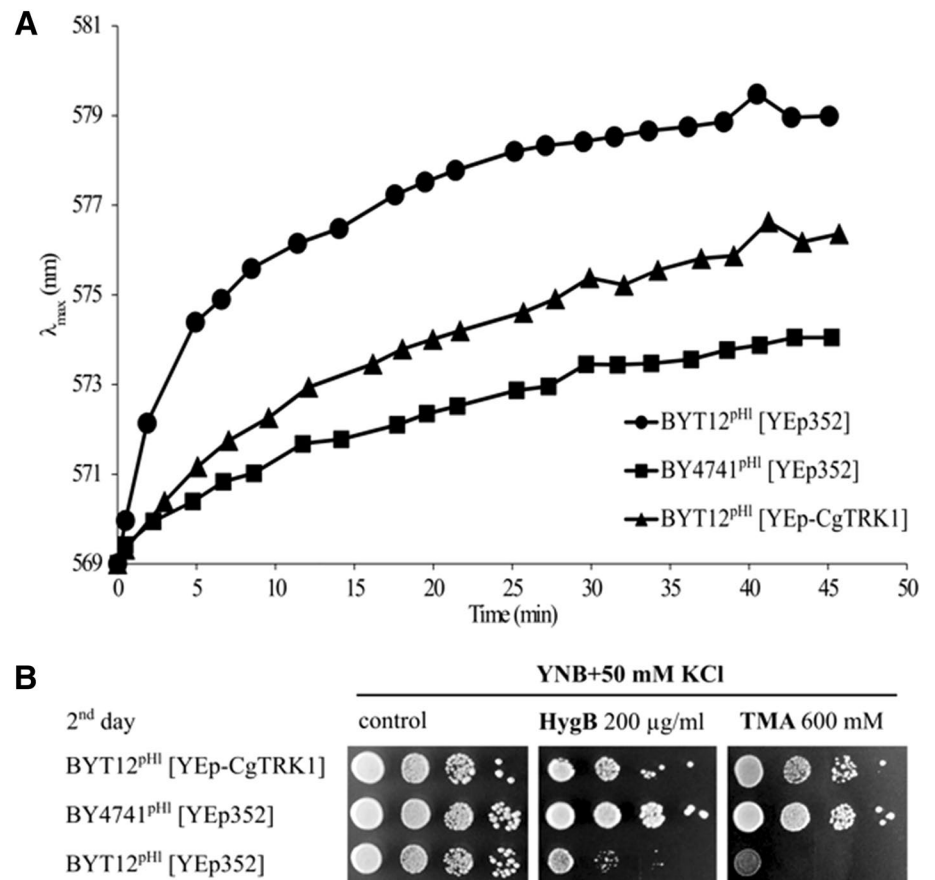 A
581
579
577
575
573
571
569
λmax (nm)
0 5 10 15 20 25 30 35 40 45 50
Time (min)
BYT12pHl [YEp352]
BY4741pHl [YEp352]
BYT12pHl [YEp-CgTRK1]
B
YNB+50 mM KCl
2nd day control HygB 200 µg/ml TMA 600 mM
BYT12pHl [YEp-CgTRK1]
BY4741pHl [YEp352]
BYT12pHl [YEp352]